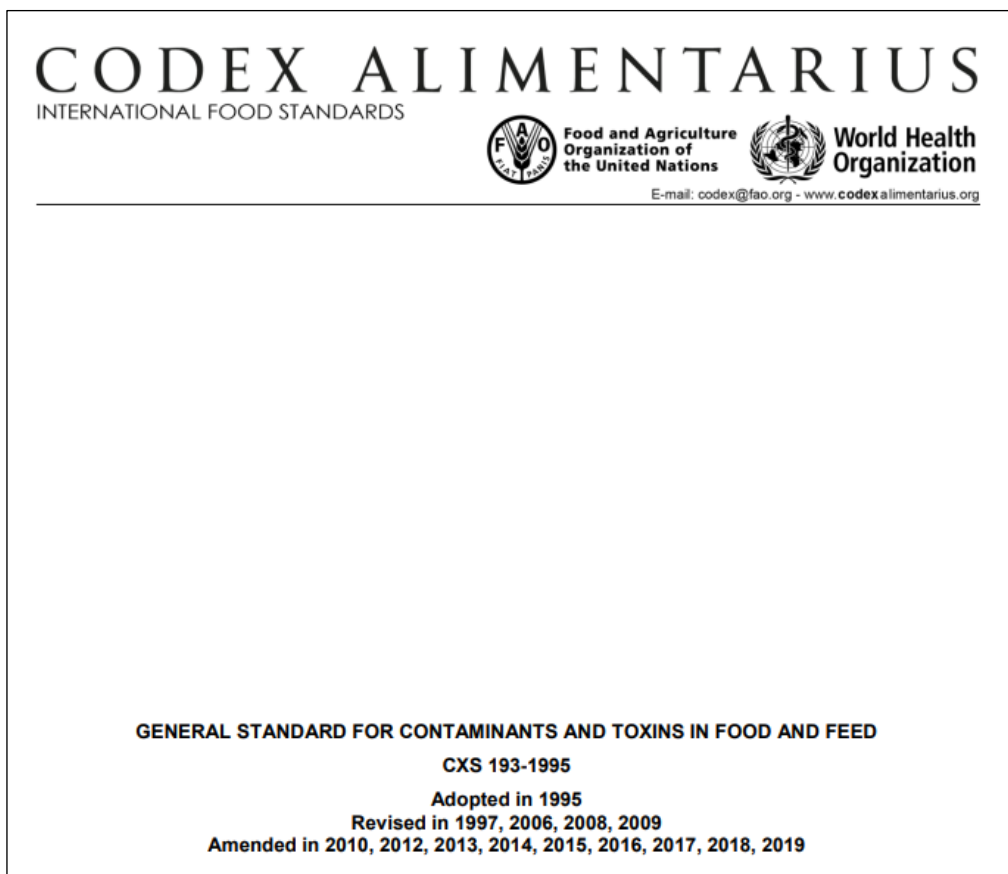 CODEX ALIMENTARIUS
INTERNATIONAL FOOD STANDARDS
F A O
FIAT PANIS
Food and Agriculture
Organization of
the United Nations
World Health
Organization
E-mail: codex@fao.org - www.codexalimentarius.org
GENERAL STANDARD FOR CONTAMINANTS AND TOXINS IN FOOD AND FEED
CXS 193-1995
Adopted in 1995
Revised in 1997, 2006, 2008, 2009
Amended in 2010, 2012, 2013, 2014, 2015, 2016, 2017, 2018, 2019